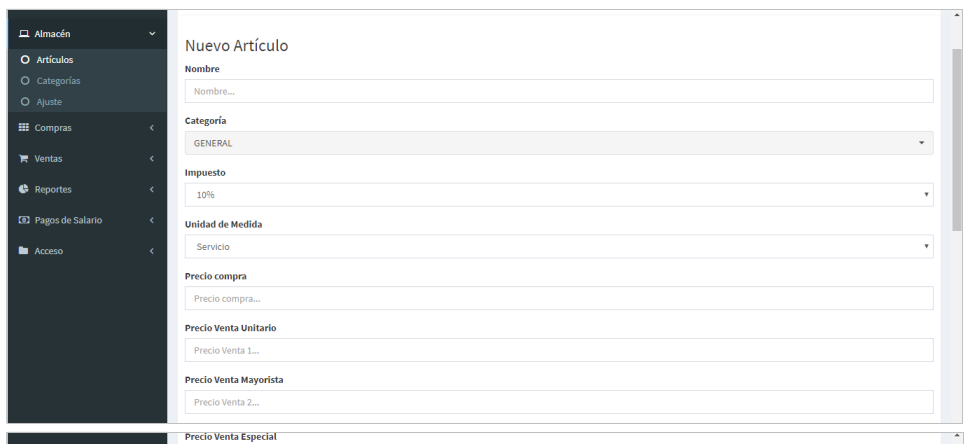 Almacén
Artículos
Categorías
Ajuste
Compras
Ventas
Reportes
Pagos de Salario
Acceso
Nuevo Artículo
Nombre
Nombre...
Categoría
GENERAL
Impuesto
10%
Unidad de Medida
Servicio
Precio compra
Precio compra...
Precio Venta Unitario
Precio Venta 1...
Precio Venta Mayorista
Precio Venta 2...
Precio Venta Especial